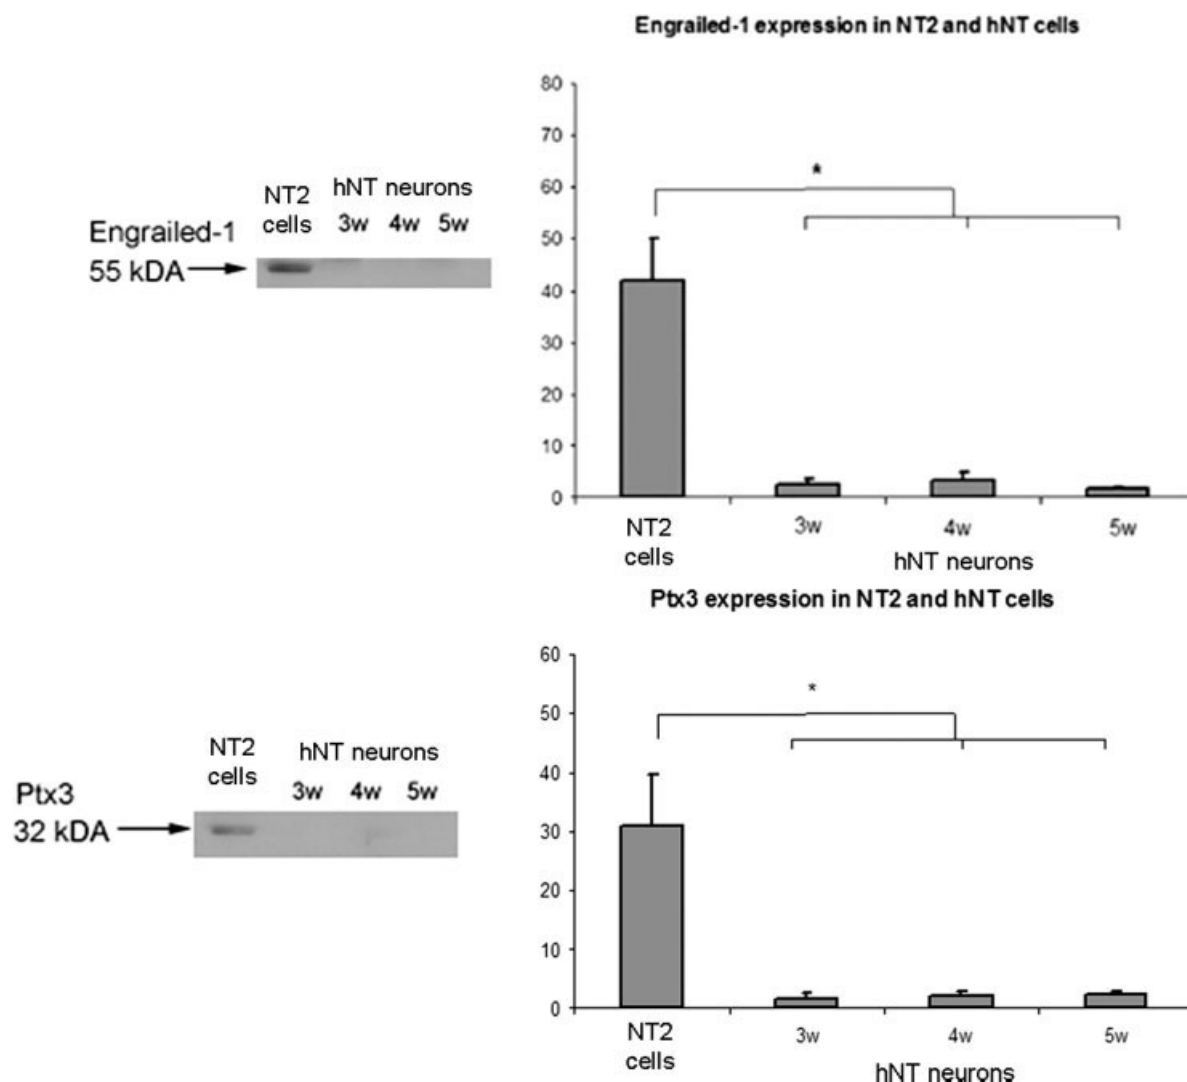 Engrailed-1 expression in NT2 and hNT cells
80
70
60
50
40
30
20
10
0
*
NT2
cells
3w
4w
5w
hNT neurons
NT2
cells
hNT neurons
3w 4w 5w
Engrailed-1
55 kDA
Ptx3 expression in NT2 and hNT cells
60
50
40
30
20
10
0
*
NT2
cells
3w
4w
5w
hNT neurons
NT2
cells
hNT neurons
3w 4w 5w
Ptx3
32 kDA